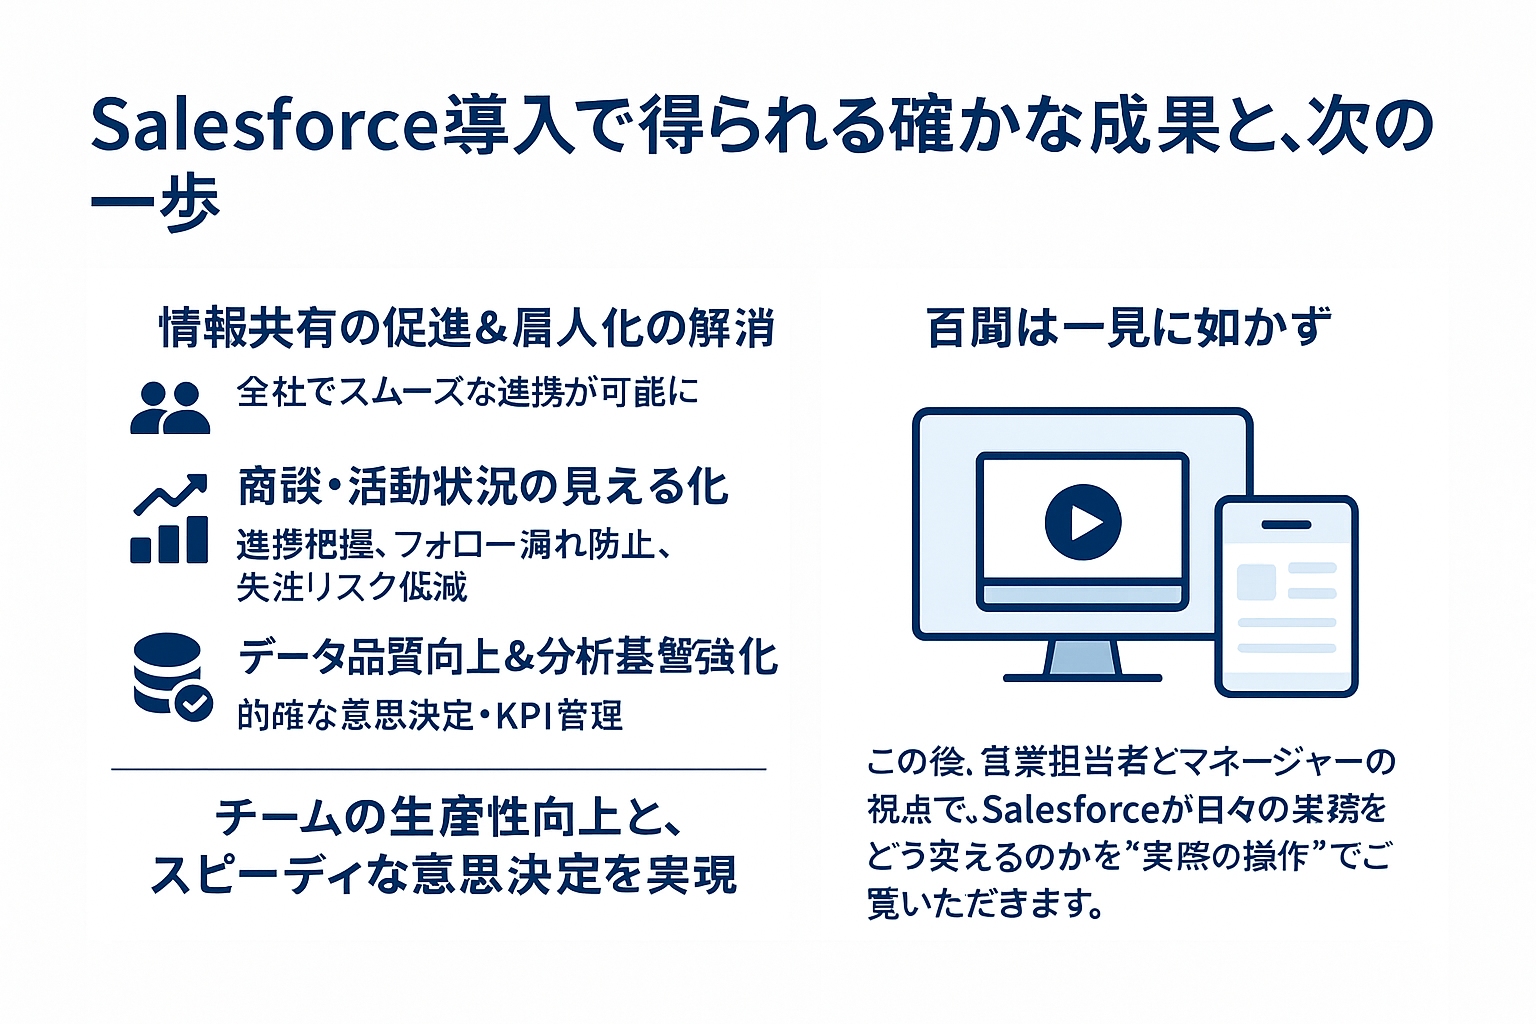 Salesforce導入で得られる確かな成果と、次の
一歩
情報共有の促進&属人化の解消
全社でスムーズな連携が可能に
商談・活動状況の見える化
進携把握、フォロー漏れ防止、
失注リスク低減
データ品質向上&分析基盤強化
的確な意思決定・KPI管理
チームの生産性向上と、
スピーディな意思決定を実現
百聞は一見に如かず
この後、営業担当者とマネージャーの
視点で、Salesforceが日々の業務を
どう変えるのかを“実際の操作”でご
覧いただきます。